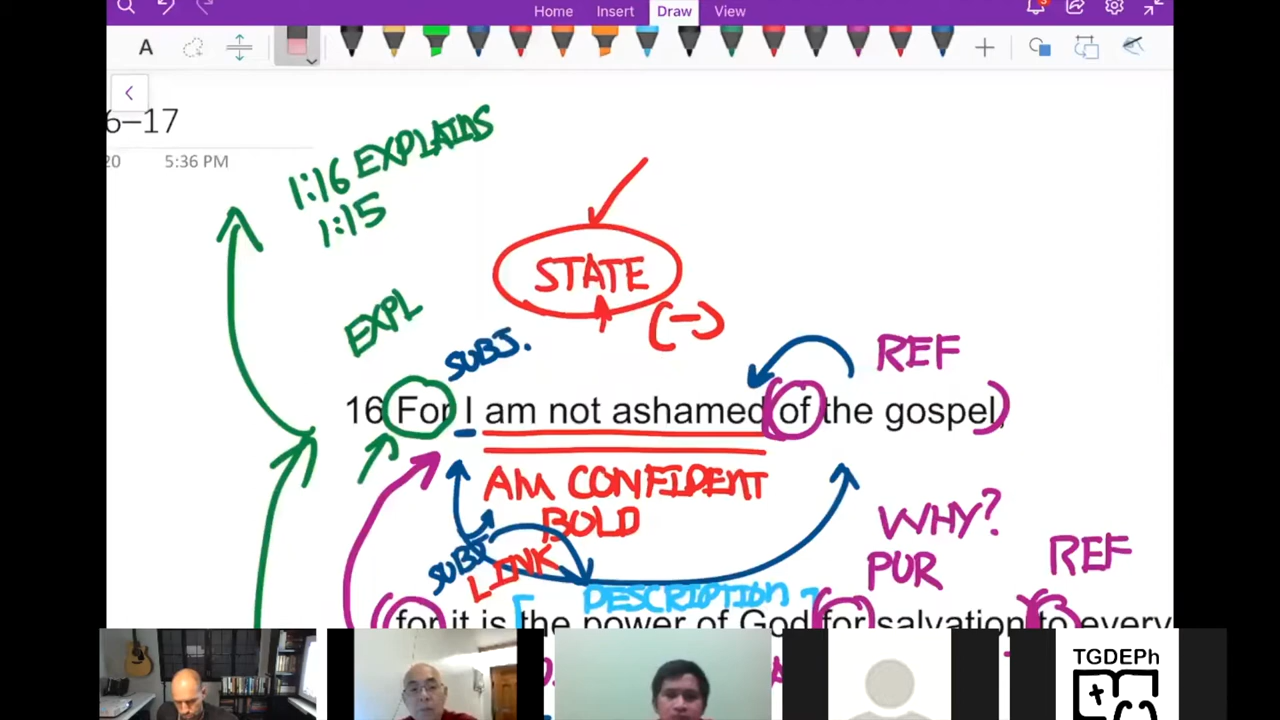 Home Insert Draw View
A
6–17
20 5:36 PM
1:16 EXPLAINS
1:15
STATE
(-)
EXPL
SUBJ.
REF
16 For I am not ashamed of the gospel,
AM CONFIDENT
BOLD
WHY?
PUR
REF
SUBJ
LINK
[ DESCRIPTION
for it is the power of God for salvation to every
TGDEPh